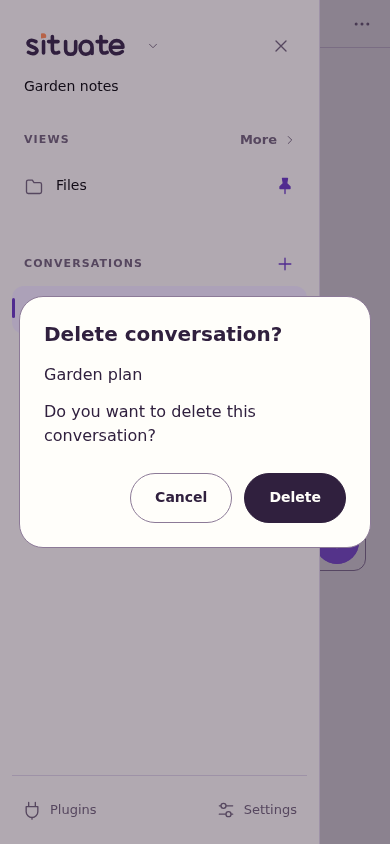 situate
Garden notes
VIEWS
More
Files
CONVERSATIONS
Delete conversation?
Garden plan
Do you want to delete this
conversation?
Cancel
Delete
Plugins
Settings